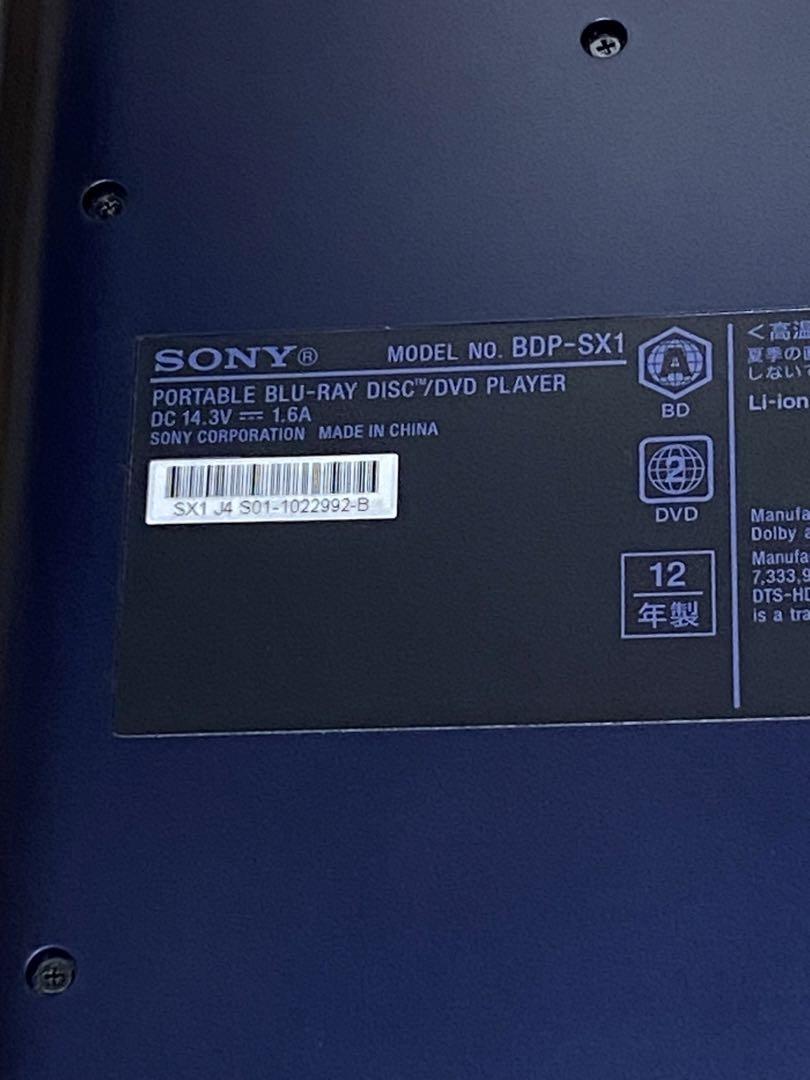 SONY®
MODEL NO. BDP-SX1
PORTABLE BLU-RAY DISC™/DVD PLAYER
DC 14.3V ⎓ 1.6A
SONY CORPORATION MADE IN CHINA
SX1 J4 S01-1022992-B
A
BD
2
DVD
12
年製
<高温
夏季の
しない
Li-ion
Manufa
Dolby a
Manufa
7,333,9
DTS-HD
is a tra